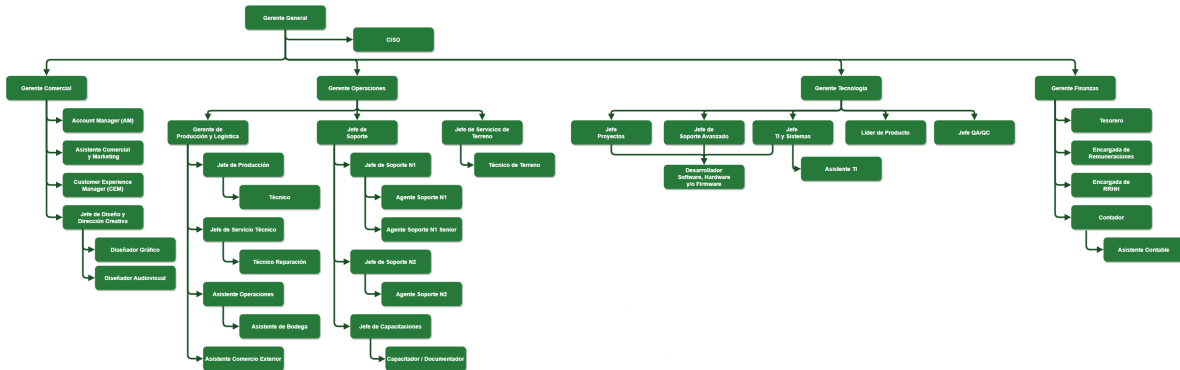 Gerente General
CISO
Gerente Comercial
Gerente Operaciones
Gerente Tecnología
Gerente Finanzas
Account Manager (AM)
Asistente Comercial
y Marketing
Customer Experience
Manager (CEM)
Jefe de Diseño y
Dirección Creativa
Diseñador Gráfico
Diseñador Audiovisual
Gerente de
Producción y Logística
Jefe de Producción
Técnico
Jefe de Servicio Técnico
Técnico Reparación
Asistente Operaciones
Asistente de Bodega
Asistente Comercio Exterior
Jefe de
Soporte
Jefe de Soporte N1
Agente Soporte N1
Agente Soporte N1 Senior
Jefe de Soporte N2
Agente Soporte N2
Jefe de Capacitaciones
Capacitador / Documentador
Jefe de Servicios de
Terreno
Técnico de Terreno
Jefe
Proyectos
Jefe de
Soporte Avanzado
Jefe
TI y Sistemas
Líder de Producto
Jefe QA/QC
Desarrollador
Software, Hardware
y/o Firmware
Asistente TI
Tesorero
Encargada de
Remuneraciones
Encargada de
RRHH
Contador
Asistente Contable